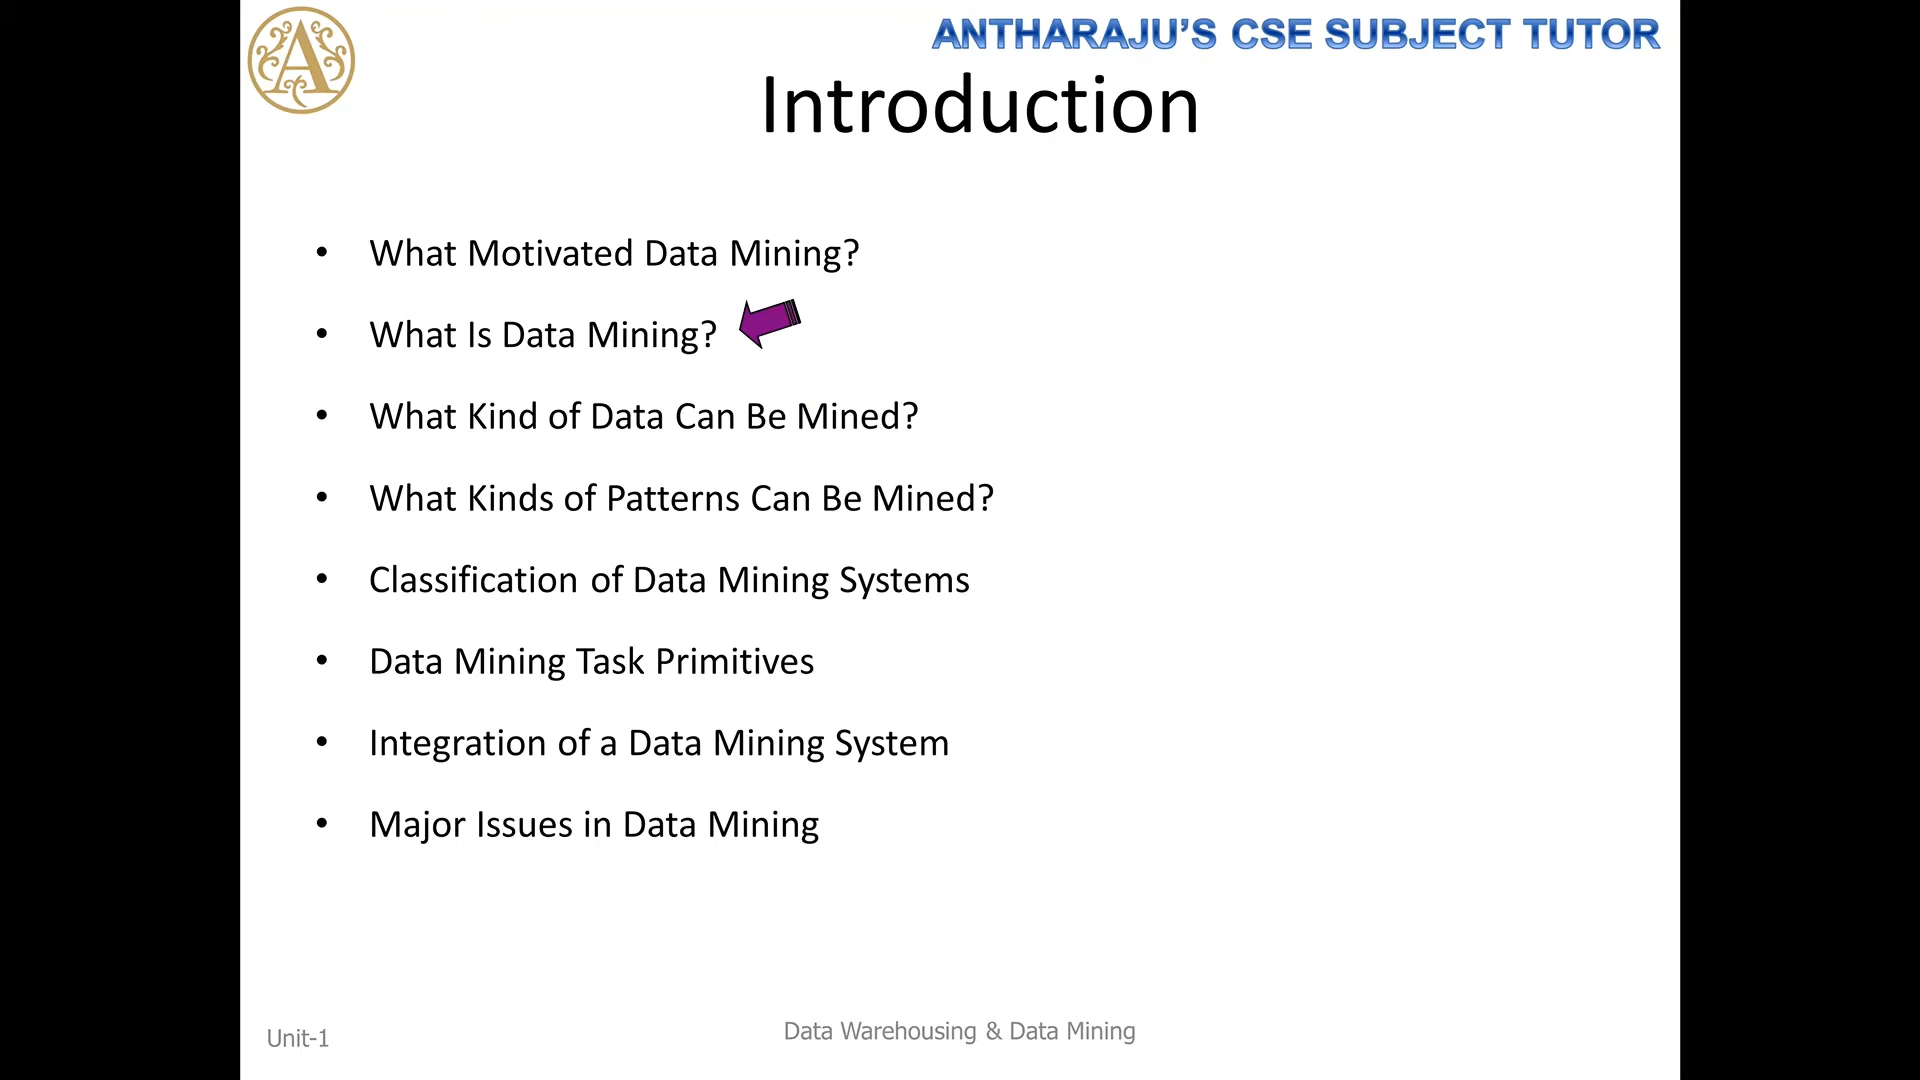 A
ANTHARAJU'S CSE SUBJECT TUTOR
Introduction
• What Motivated Data Mining?
• What Is Data Mining?
• What Kind of Data Can Be Mined?
• What Kinds of Patterns Can Be Mined?
• Classification of Data Mining Systems
• Data Mining Task Primitives
• Integration of a Data Mining System
• Major Issues in Data Mining
Unit-1
Data Warehousing & Data Mining